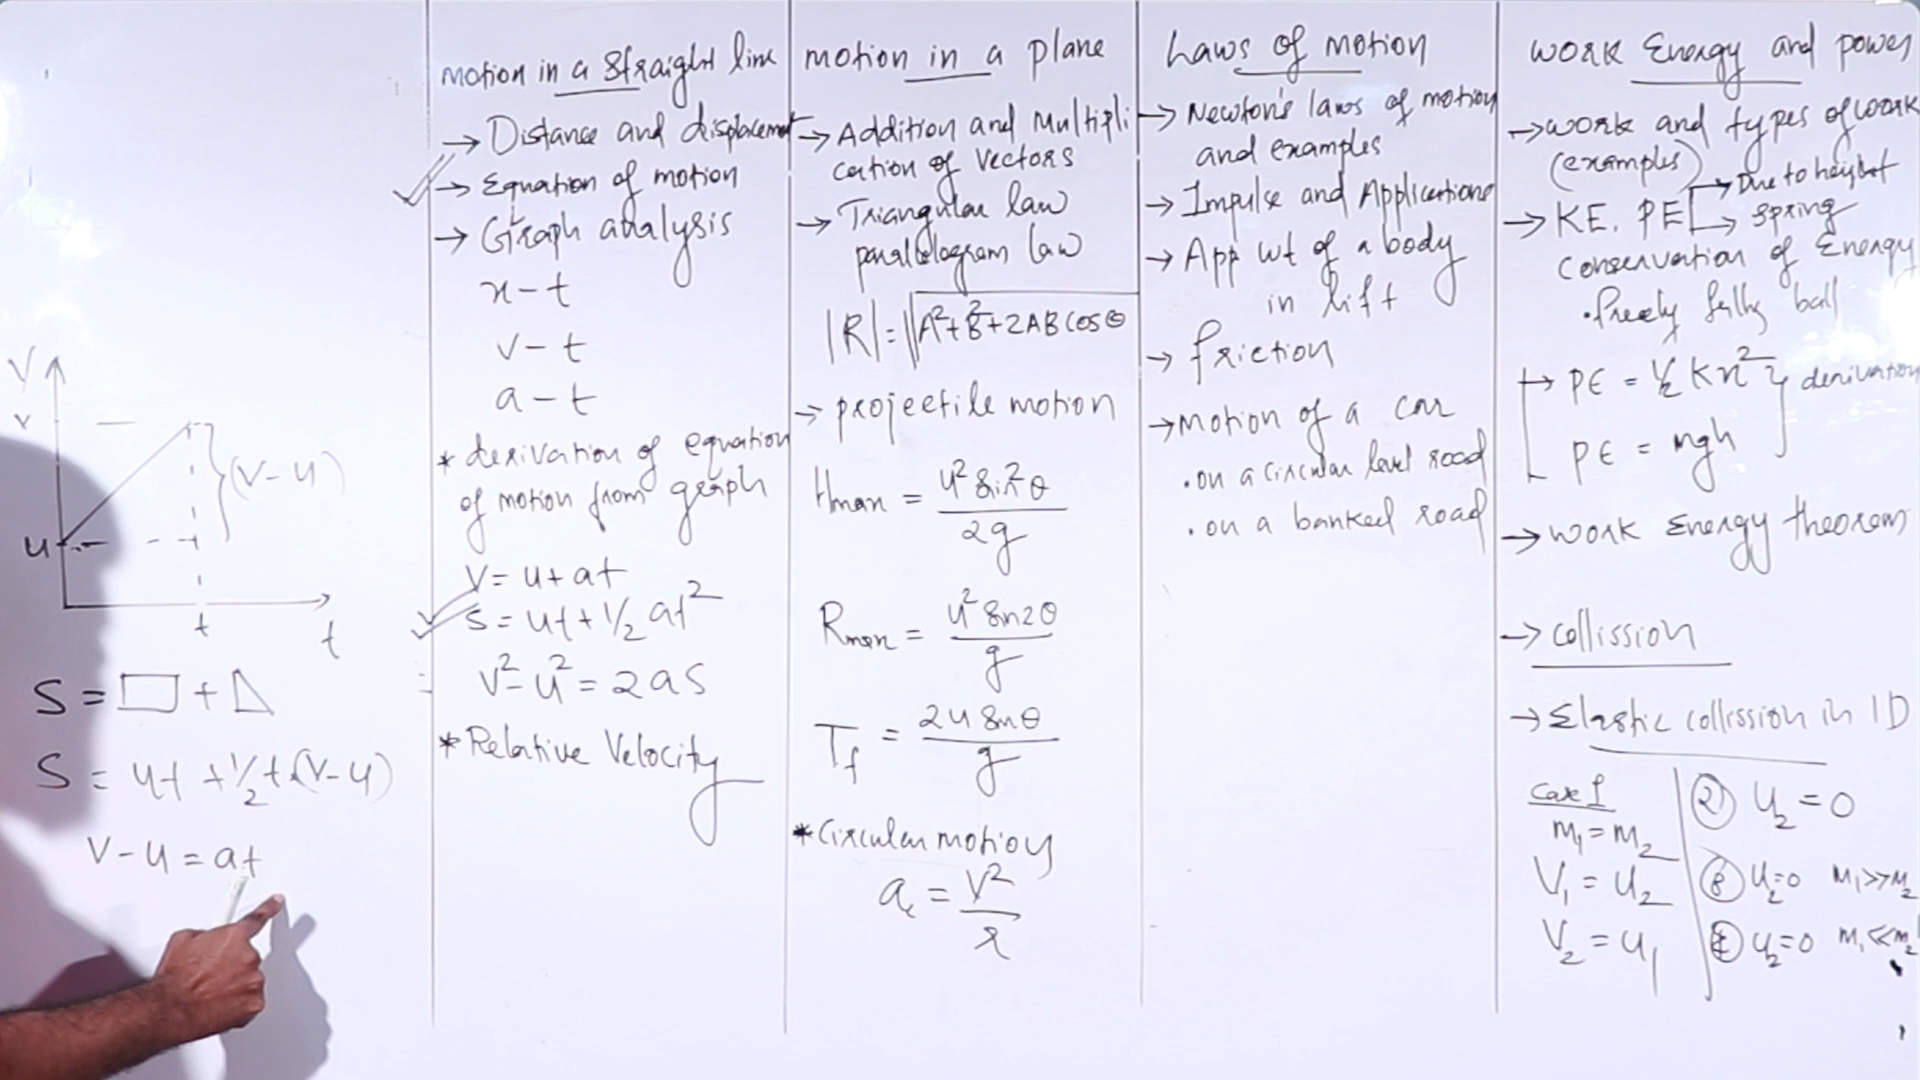 V
v
(v-u)
u
t
t
S = □ + △
S = ut + 1/2 t.(v-u)
v-u = at
motion in a straight line
→ Distance and displacement
→ Equation of motion
→ Graph analysis
x-t
v-t
a-t
* derivation of equation
of motion from graph
v = u + at
S = ut + 1/2 at²
v² - u² = 2as
* Relative Velocity
motion in a plane
→ Addition and Multipli
cation of vectors
→ Triangular law
parallelogram law
|R| = √A²+B²+2ABcosθ
→ projectile motion
Hmax = u² sin²θ / 2g
Rmax = u² sin2θ / g
Tf = 2u sinθ / g
* Circular motion
ac = v² / r
Laws of motion
→ Newton's laws of motion
and examples
→ Impulse and Applications
→ App wt of a body
in lift
→ friction
→ motion of a car
. on a circular level road
. on a banked road
work Energy and power
→ work and types of work
(examples)
→ Due to height
→ KE, PE → spring
Conservation of Energy
. freely fallig ball
→ PE = 1/2 Kx² } derivation
PE = mgh
→ work Energy theorem
→ collission
→ Elastic collission in 1D
Case 1
m₁ = m₂
V₁ = u₂
V₂ = u₁
② u₂ = 0
③ u₂=0 M₁>>M₂
u₂=0 m₁<<m₂